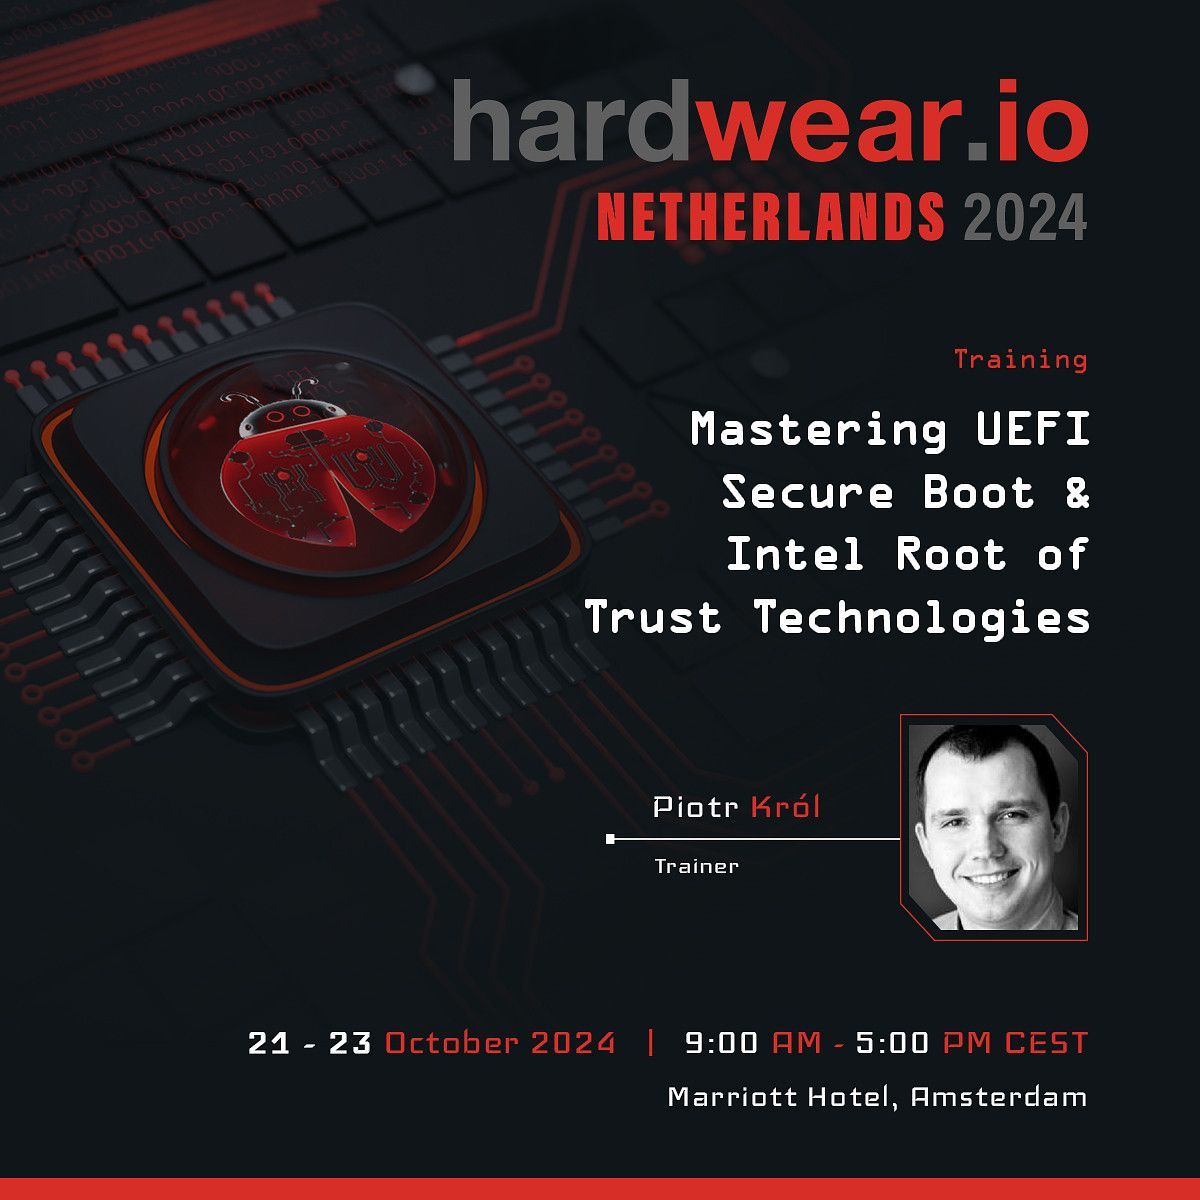 hardwear.io
NETHERLANDS 2024
Training
Mastering UEFI
Secure Boot &
Intel Root of
Trust Technologies
Piotr Król
Trainer
21 - 23 October 2024 | 9:00 AM - 5:00 PM CEST
Marriott Hotel, Amsterdam